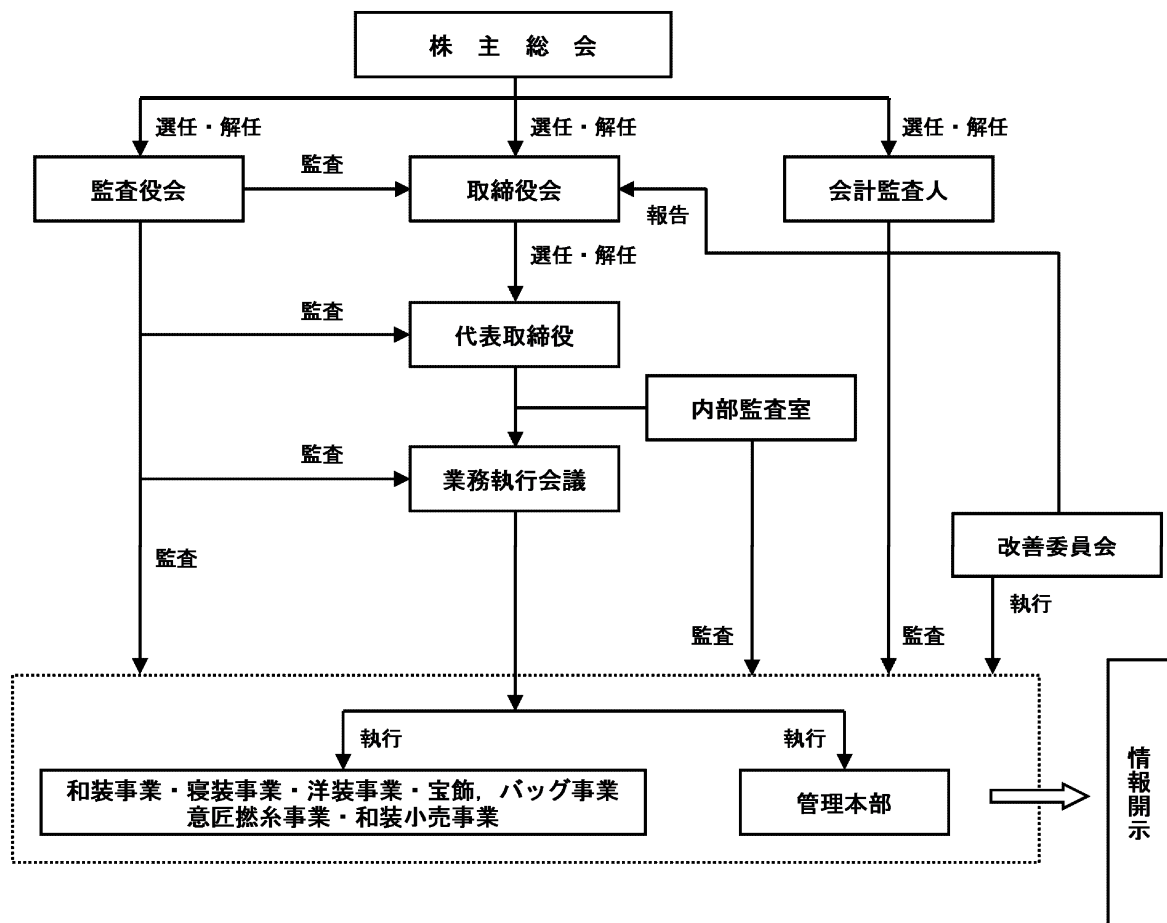 株 主 総 会
選任・解任
選任・解任
選任・解任
監査役会
監査
取締役会
会計監査人
報告
選任・解任
監査
代表取締役
内部監査室
監査
業務執行会議
監査
改善委員会
執行
監査
監査
執行
執行
和装事業・寝装事業・洋装事業・宝飾，バッグ事業
意匠撚糸事業・和装小売事業
管理本部
情報開示